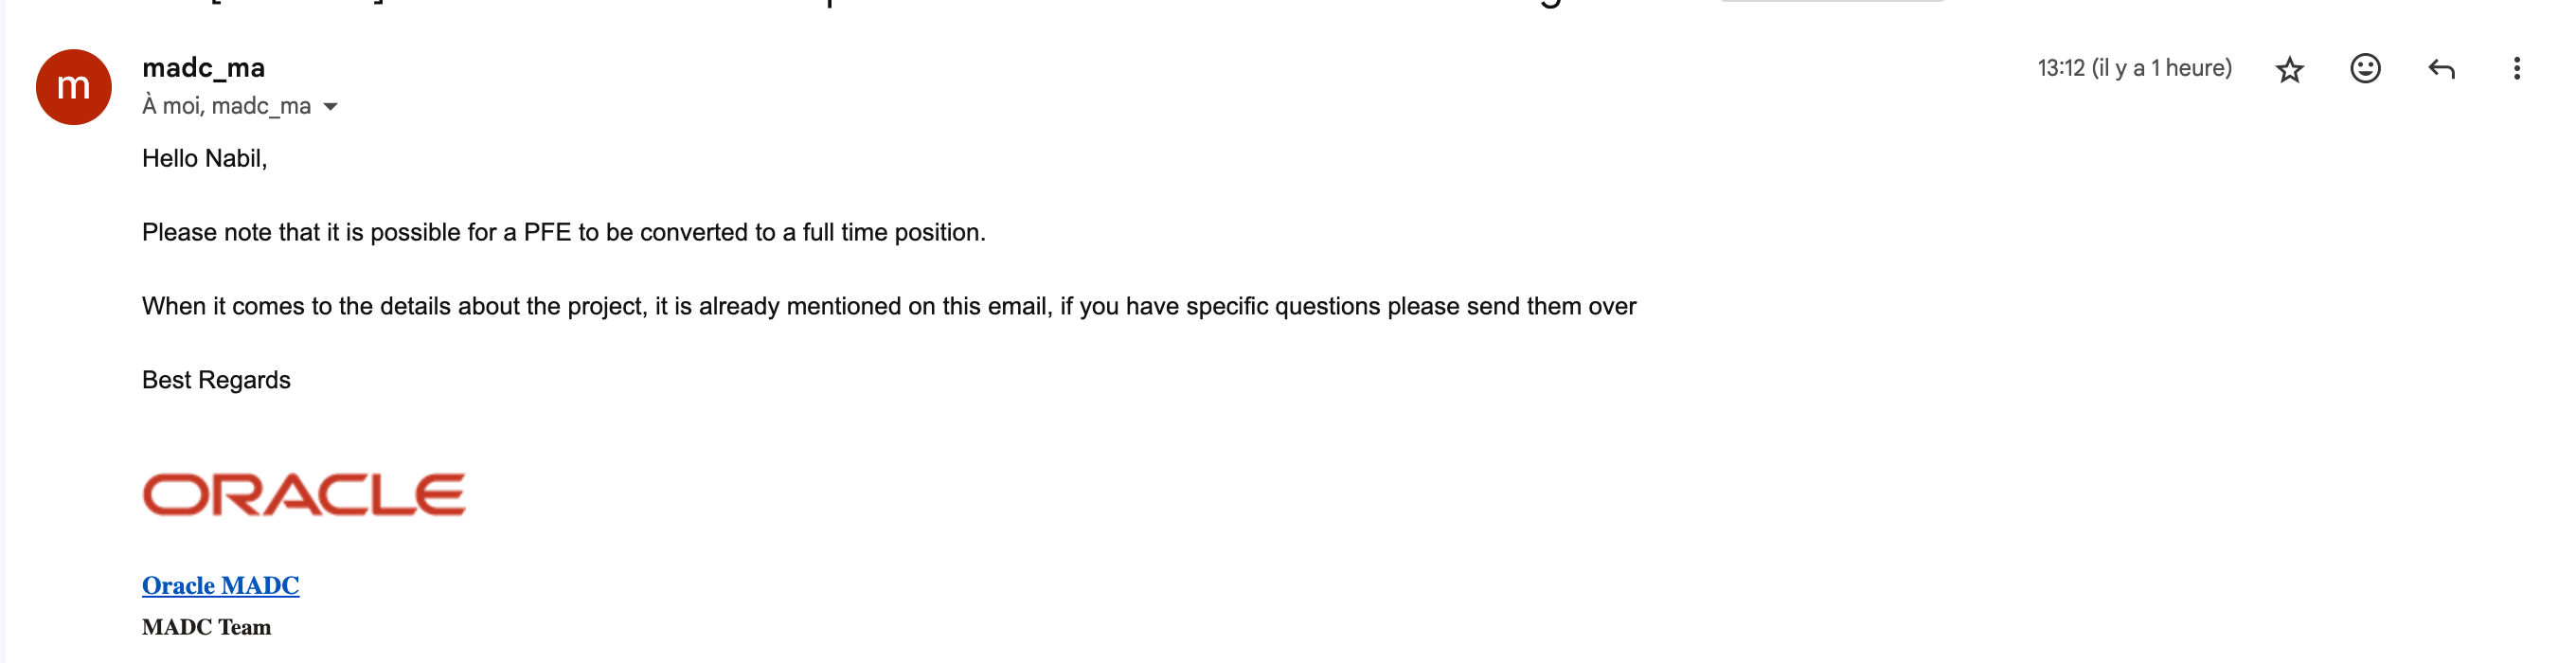 madc_ma
13:12 (il y a 1 heure)
À moi, madc_ma
m
Hello Nabil,
Please note that it is possible for a PFE to be converted to a full time position.
When it comes to the details about the project, it is already mentioned on this email, if you have specific questions please send them over
Best Regards
ORACLE
Oracle MADC
MADC Team